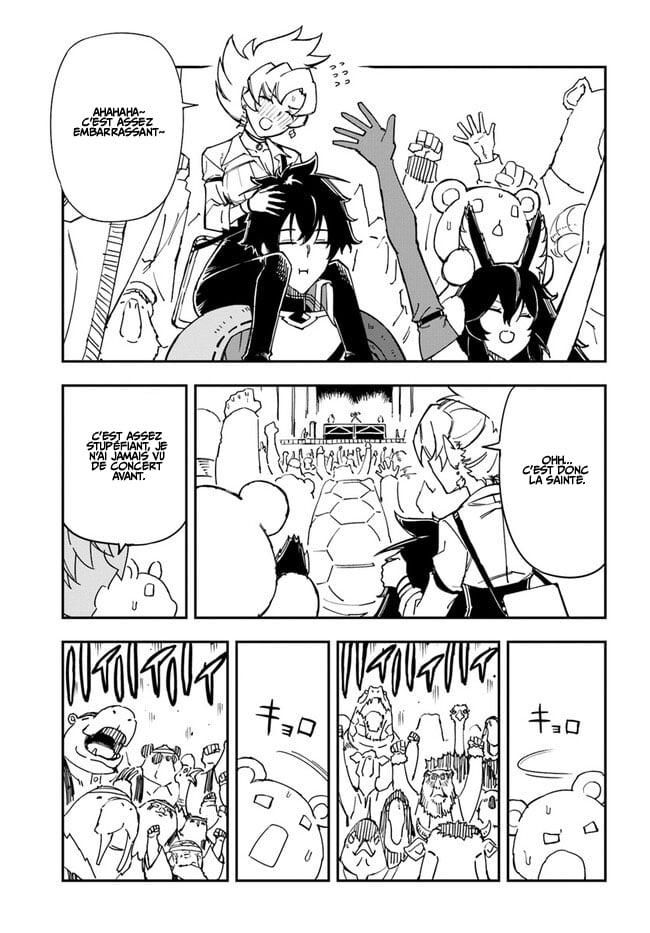 AHAHAHA~
C'EST ASSEZ
EMBARRASSANT~
OHH...
C'EST DONC
LA SAINTE.
C'EST ASSEZ
STUPÉFIANT, JE
N'AI JAMAIS VU
DE CONCERT
AVANT.
キョロ
キョロ